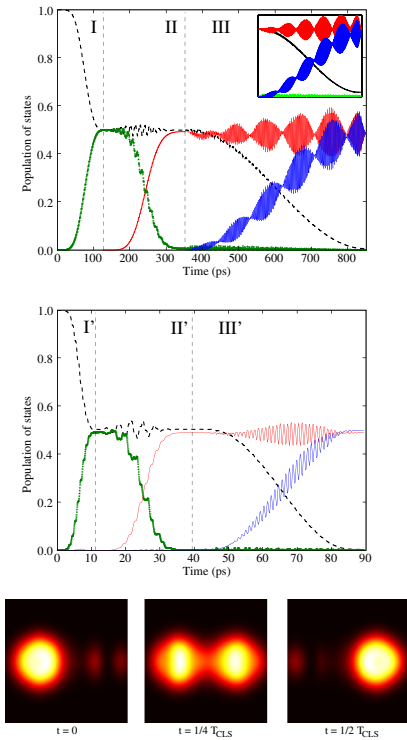 I II III
1.0
0.8
0.6
0.4
0.2
0.0
Population of states
0 100 200 300 400 500 600 700 800
Time (ps)
I' II' III'
1.0
0.8
0.6
0.4
0.2
0.0
Population of states
0 10 20 30 40 50 60 70 80 90
Time (ps)
t = 0 t = 1/4 T_CLS t = 1/2 T_CLS